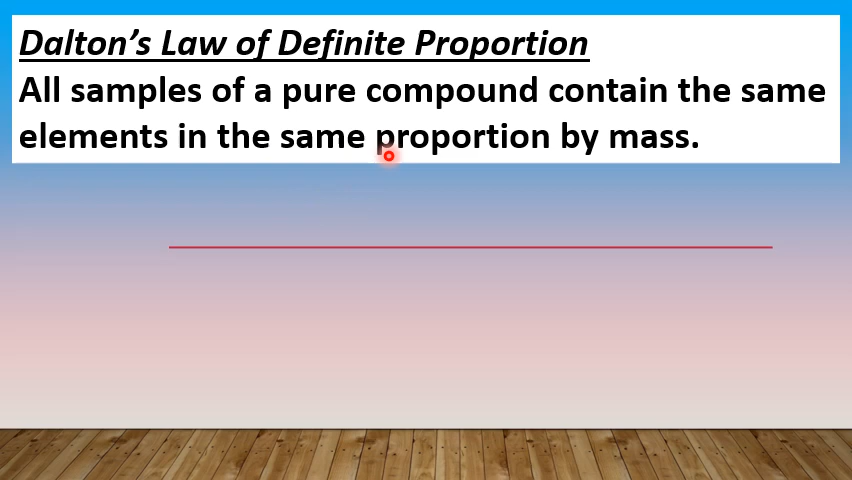 Dalton’s Law of Definite Proportion
All samples of a pure compound contain the same
elements in the same proportion by mass.